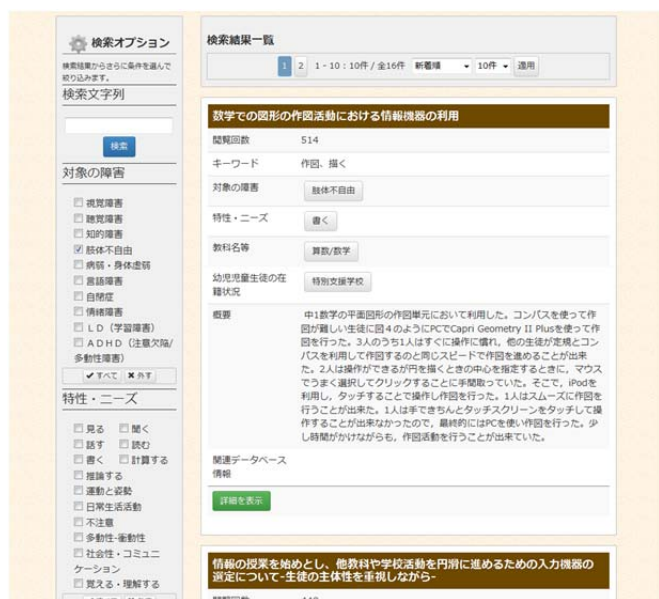 検索オプション
検索結果からさらに条件を選んで
絞り込みます。
検索文字列
検索
対象の障害
視覚障害
聴覚障害
知的障害
肢体不自由
病弱・身体虚弱
言語障害
自閉症
情緒障害
LD（学習障害）
ADHD（注意欠陥/
多動性障害）
✔すべて ✖外す
特性・ニーズ
見る 聞く
話す 読む
書く 計算する
推論する
運動と姿勢
日常生活活動
不注意
多動性-衝動性
社会性・コミュニ
ケーション
覚える・理解する
検索結果一覧
1 2 1 - 10 : 10件 / 全16件 新着順 10件 適用
数学での図形の作図活動における情報機器の利用
閲覧回数 514
キーワード 作図、描く
対象の障害 肢体不自由
特性・ニーズ 書く
教科名等 算数/数学
幼児児童生徒の在
籍状況 特別支援学校
概要 中1数学の平面図形の作図単元において利用した。コンパスを使って作
図が難しい生徒に図４のようにPCでCapri Geometry II Plusを使って作
図を行った。3人のうち1人はすぐに操作に慣れ、他の生徒が定規とコン
パスを利用して作図するのと同じスピードで作図を進めることが出来
た。2人は操作ができるが円を描くときの中心を指定するときに、マウス
でうまく選択してクリックすることに手間取っていた。そこで、iPodを
利用し、タッチすることで操作し作図を行った。1人はスムーズに作図を
行うことが出来た。1人は手できちんとタッチスクリーンをタッチして操
作することが出来なかったので、最終的にはPCを使い作図を行った。少
し時間がかけながらも、作図活動を行うことが出来ていた。
関連データベース
情報
詳細を表示
情報の授業を始めとし、他教科や学校活動を円滑に進めるための入力機器の
選定について-生徒の主体性を重視しながら-